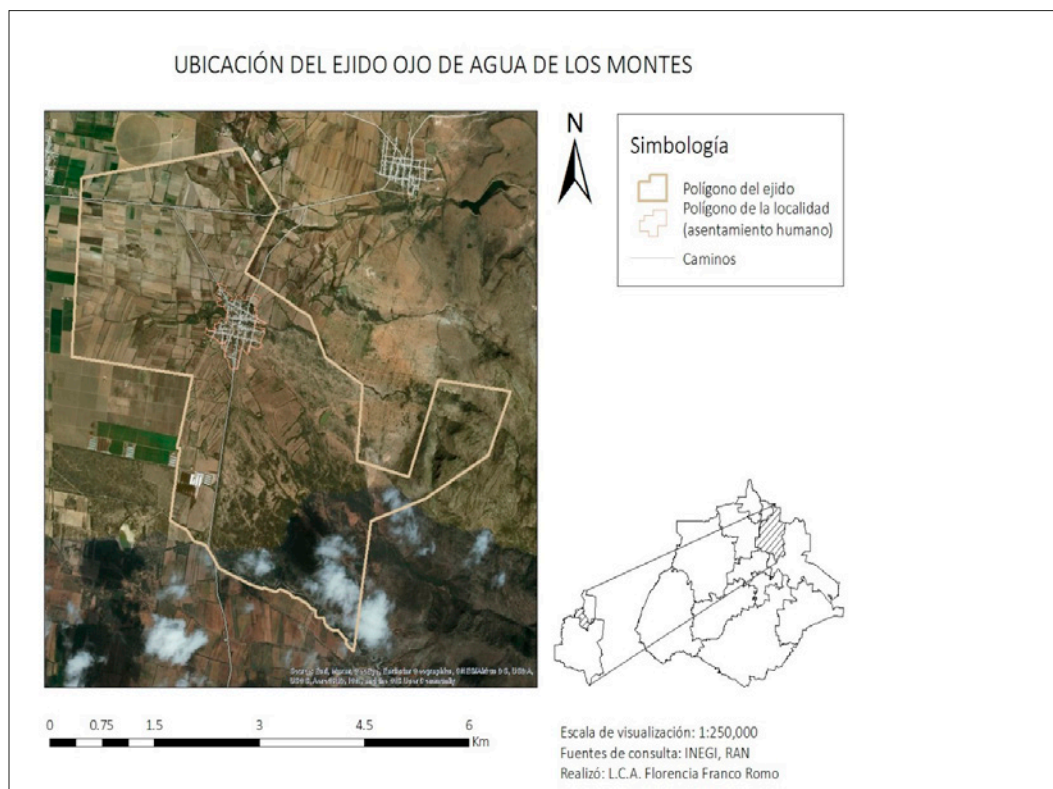 UBICACIÓN DEL EJIDO OJO DE AGUA DE LOS MONTES
N
Simbología
Polígono del ejido
Polígono de la localidad
(asentamiento humano)
Caminos
0 0.75 1.5 3 4.5 6
Km
Escala de visualización: 1:250,000
Fuentes de consulta: INEGI, RAN
Realizó: L.C.A. Florencia Franco Romo